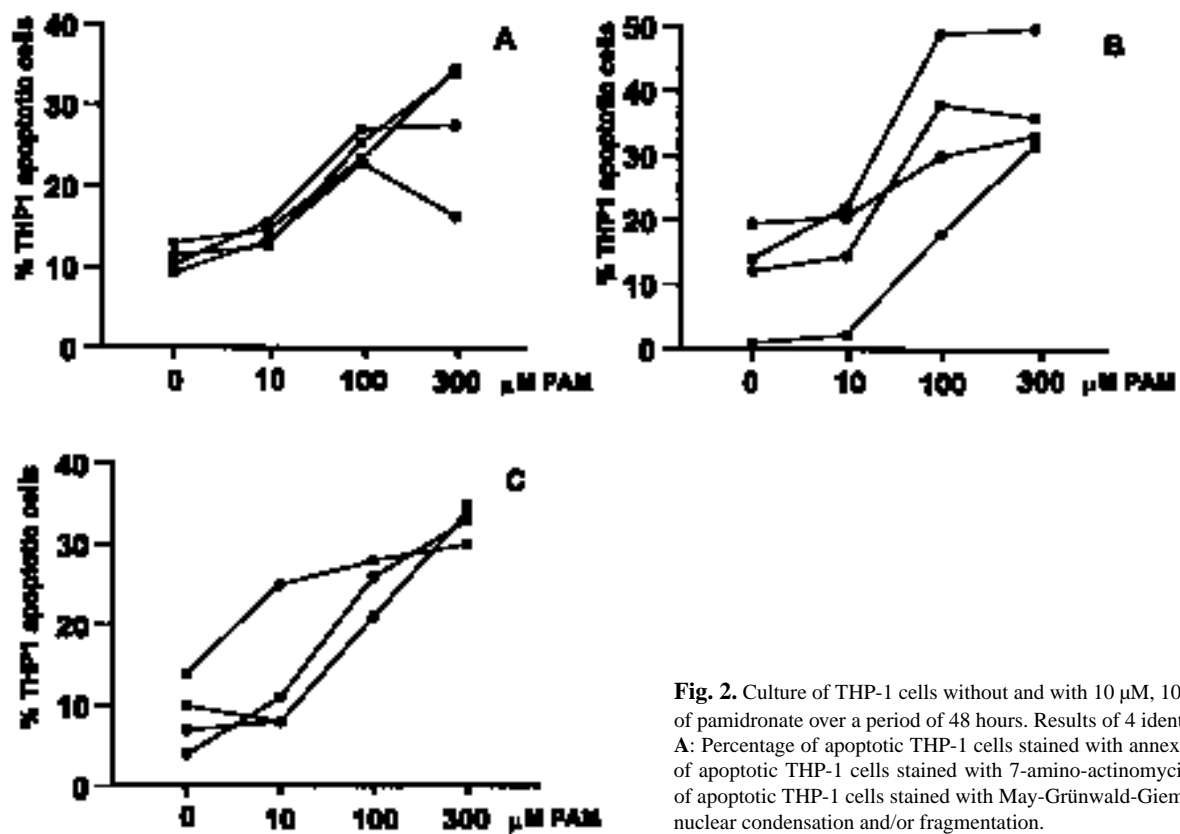 40
30
20
10
0
% THP1 apoptotic cells
A
0 10 100 300 µM PAM
50
40
30
20
10
0
% THP1 apoptotic cells
B
0 10 100 300 µM PAM
40
30
20
10
0
% THP1 apoptotic cells
C
0 10 100 300 µM PAM
Fig. 2. Culture of THP-1 cells without and with 10 µM, 10
of pamidronate over a period of 48 hours. Results of 4 ident
A: Percentage of apoptotic THP-1 cells stained with annex
of apoptotic THP-1 cells stained with 7-amino-actinomyci
of apoptotic THP-1 cells stained with May-Grünwald-Giem
nuclear condensation and/or fragmentation.